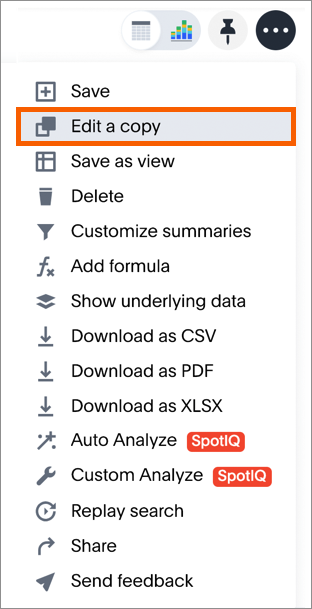 Save
Edit a copy
Save as view
Delete
Customize summaries
Add formula
Show underlying data
Download as CSV
Download as PDF
Download as XLSX
Auto Analyze SpotIQ
Custom Analyze SpotIQ
Replay search
Share
Send feedback